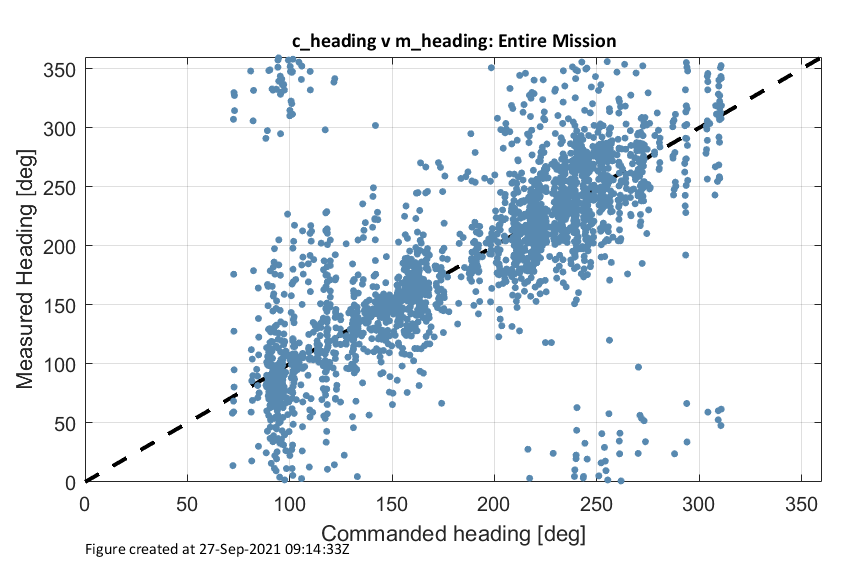 c_heading v m_heading: Entire Mission
350
300
250
200
150
100
50
0
Measured Heading [deg]
0 50 100 150 200 250 300 350
Commanded heading [deg]
Figure created at 27-Sep-2021 09:14:33Z